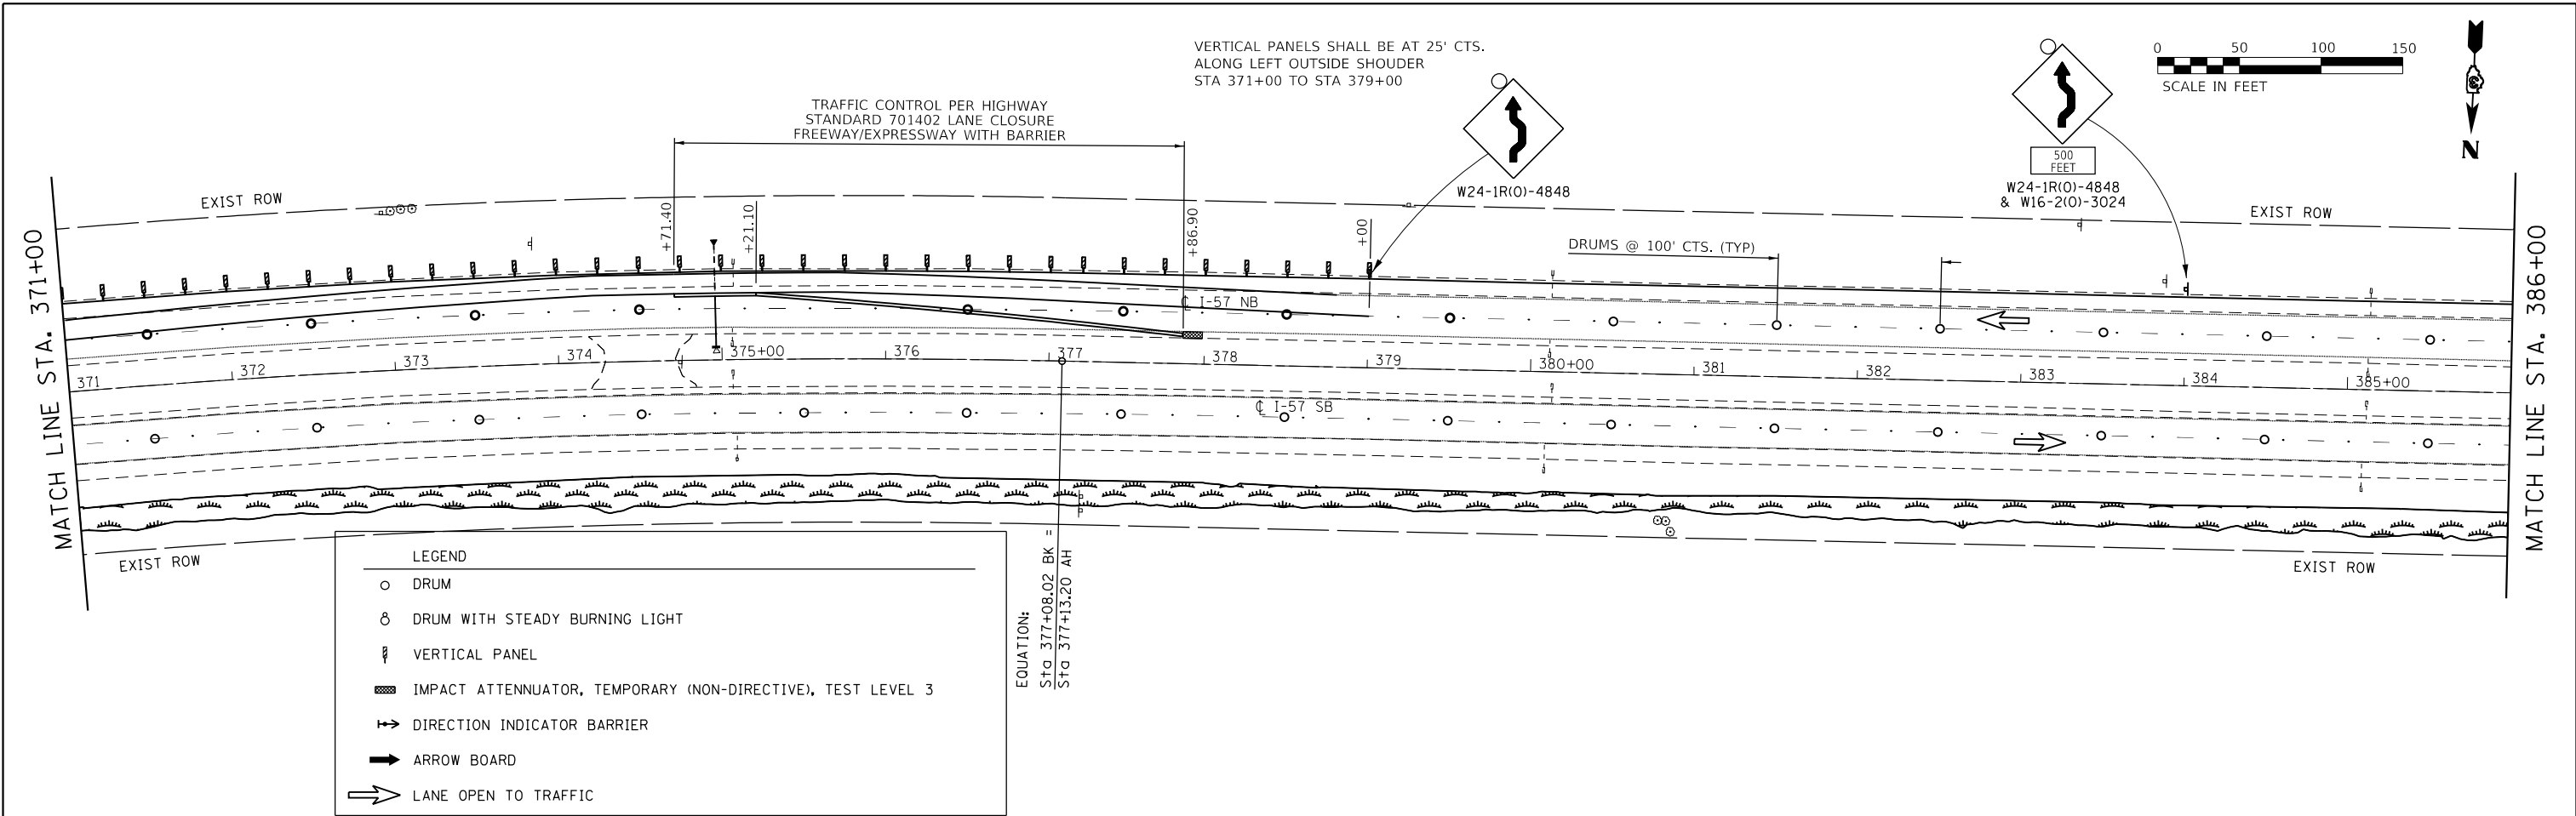 VERTICAL PANELS SHALL BE AT 25' CTS.
ALONG LEFT OUTSIDE SHOUDER
STA 371+00 TO STA 379+00
0 50 100 150
SCALE IN FEET
N
TRAFFIC CONTROL PER HIGHWAY
STANDARD 701402 LANE CLOSURE
FREEWAY/EXPRESSWAY WITH BARRIER
W24-1R(O)-4848
500
FEET
W24-1R(O)-4848
& W16-2(O)-3024
EXIST ROW
EXIST ROW
+71.40
+21.10
+86.90
+00
DRUMS @ 100' CTS. (TYP)
MATCH LINE STA. 371+00
MATCH LINE STA. 386+00
℄ I-57 NB
371
372
373
374
375+00
376
377
378
379
380+00
381
382
383
384
385+00
℄ I-57 SB
EXIST ROW
EXIST ROW
EQUATION:
Sta 377+08.02 BK =
Sta 377+13.20 AH
LEGEND
DRUM
DRUM WITH STEADY BURNING LIGHT
VERTICAL PANEL
IMPACT ATTENNUATOR, TEMPORARY (NON-DIRECTIVE), TEST LEVEL 3
DIRECTION INDICATOR BARRIER
ARROW BOARD
LANE OPEN TO TRAFFIC